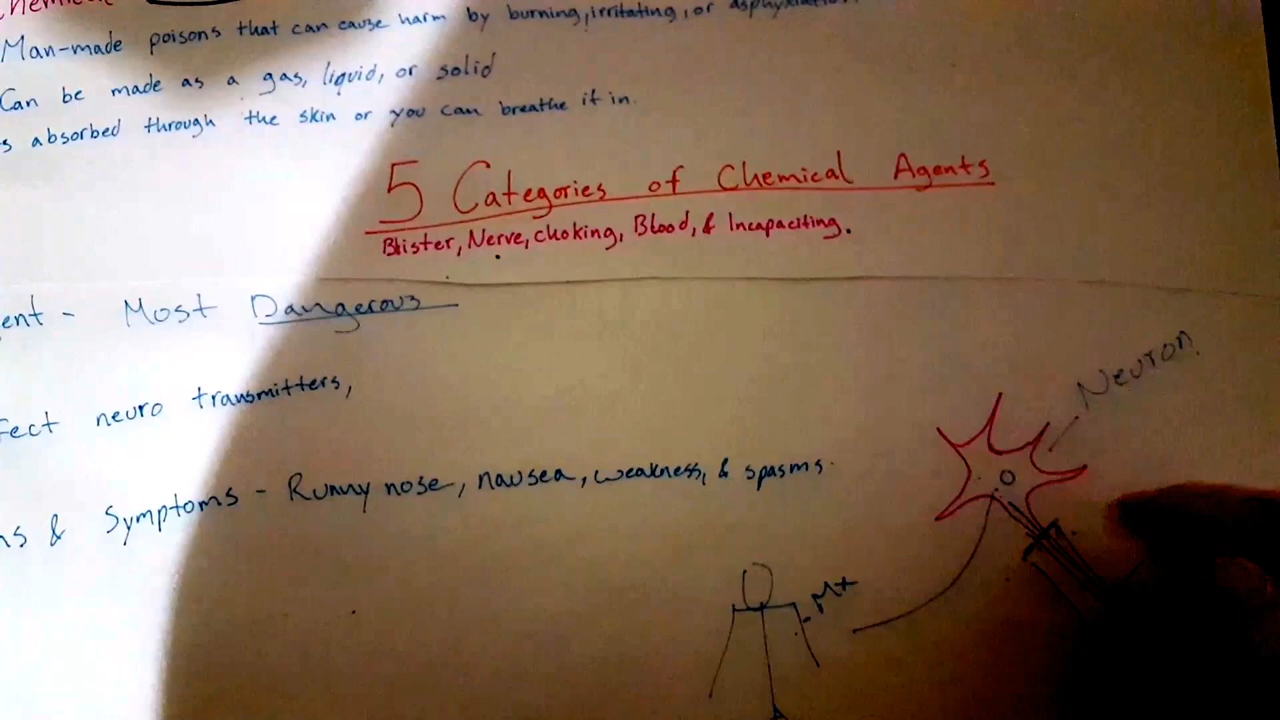 Chemical
Man-made poisons that can cause harm by burning, irritating, or
Can be made as a gas, liquid, or solid
s absorbed through the skin or you can breathe it in.
5 Categories of Chemical Agents
Blister, Nerve, choking, Blood, & Incapaciting.
ent - Most Dangerous
fect neuro transmitters,
Neuron
ns & Symptoms - Runny nose, nausea, weakness, & spasms.